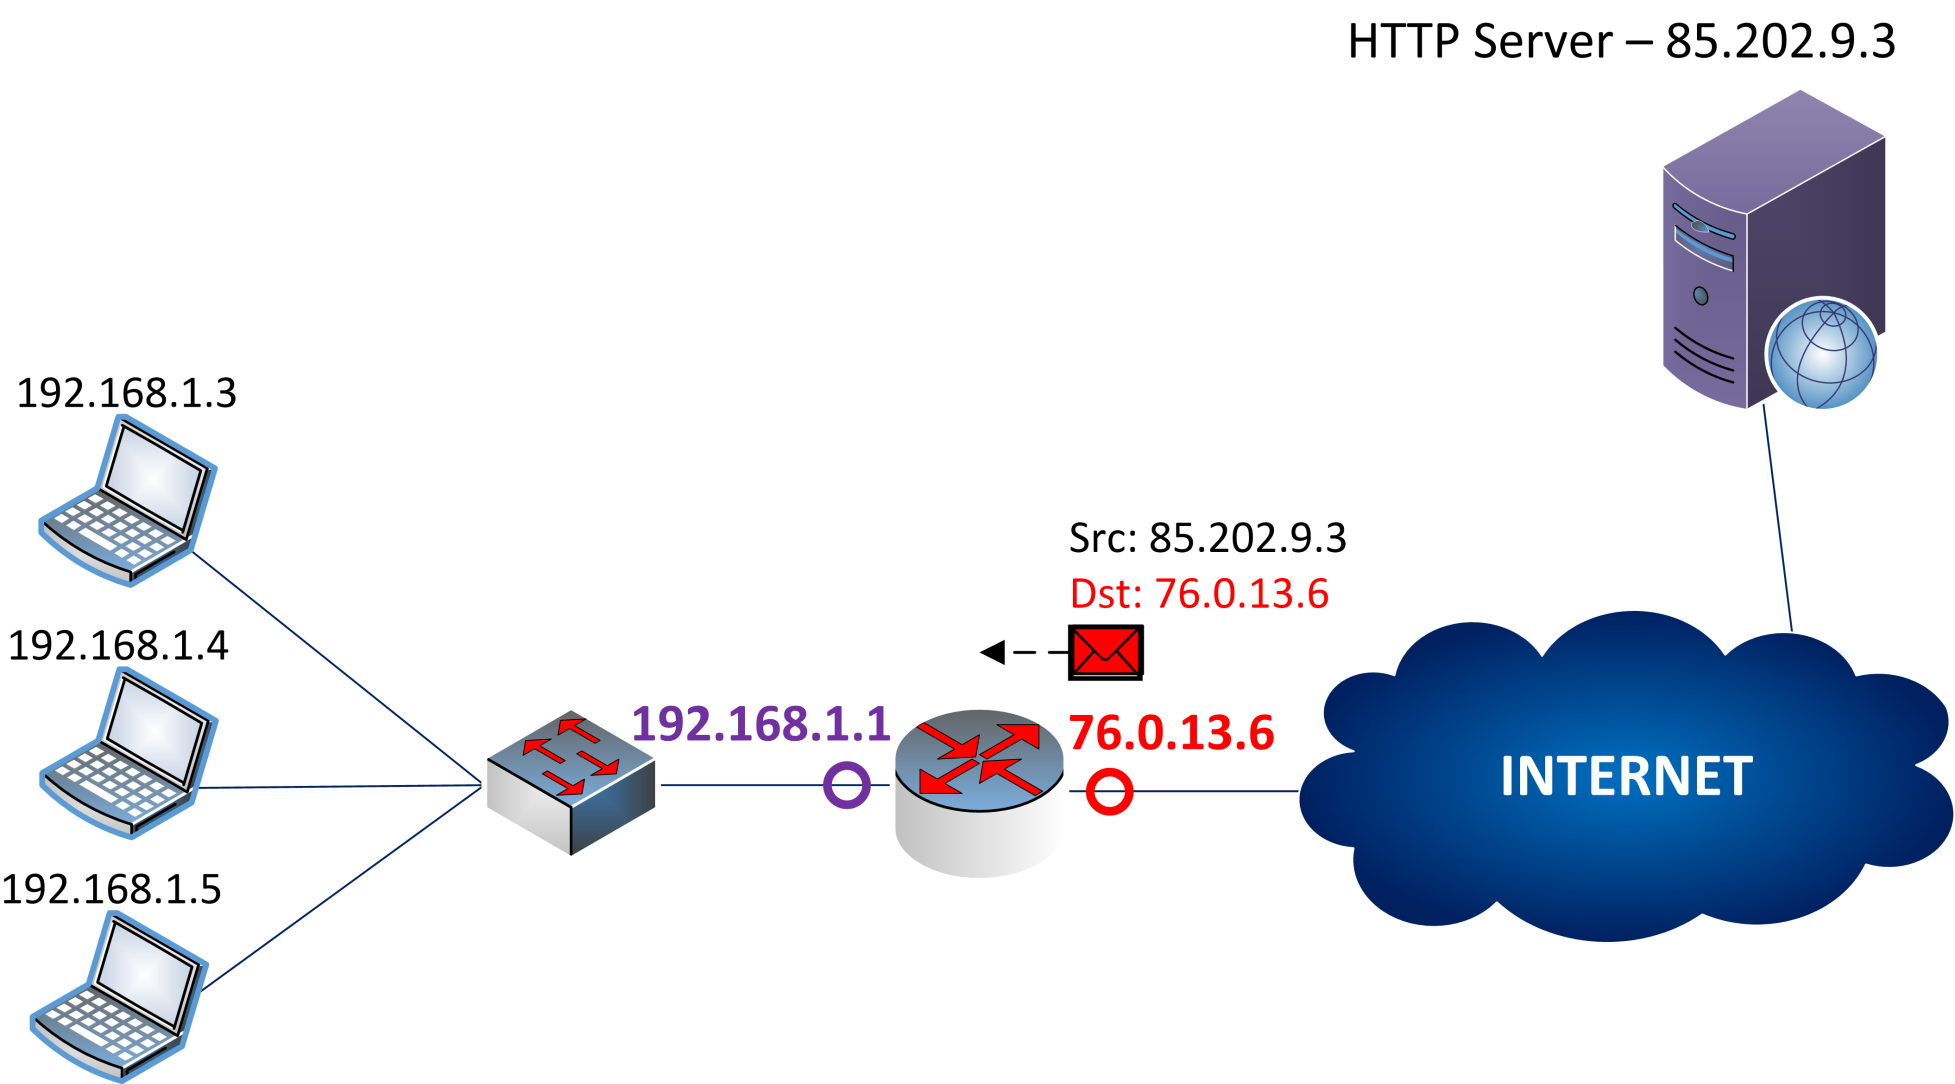 HTTP Server – 85.202.9.3
192.168.1.3
Src: 85.202.9.3
Dst: 76.0.13.6
192.168.1.4
192.168.1.1
76.0.13.6
INTERNET
192.168.1.5